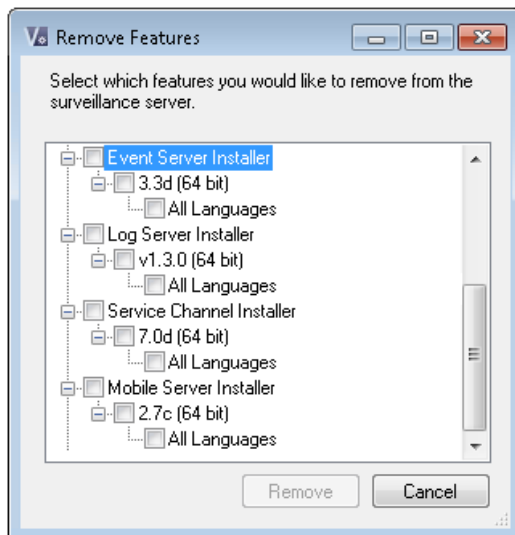 Remove Features
Select which features you would like to remove from the
surveillance server.
Event Server Installer
3.3d (64 bit)
All Languages
Log Server Installer
v1.3.0 (64 bit)
All Languages
Service Channel Installer
7.0d (64 bit)
All Languages
Mobile Server Installer
2.7c (64 bit)
All Languages
Remove Cancel